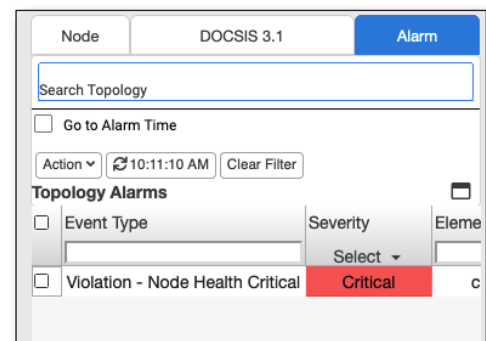 Node DOCSIS 3.1 Alarm
Search Topology
Go to Alarm Time
Action 10:11:10 AM Clear Filter
Topology Alarms
Event Type Severity Eleme
Select
Violation - Node Health Critical Critical c